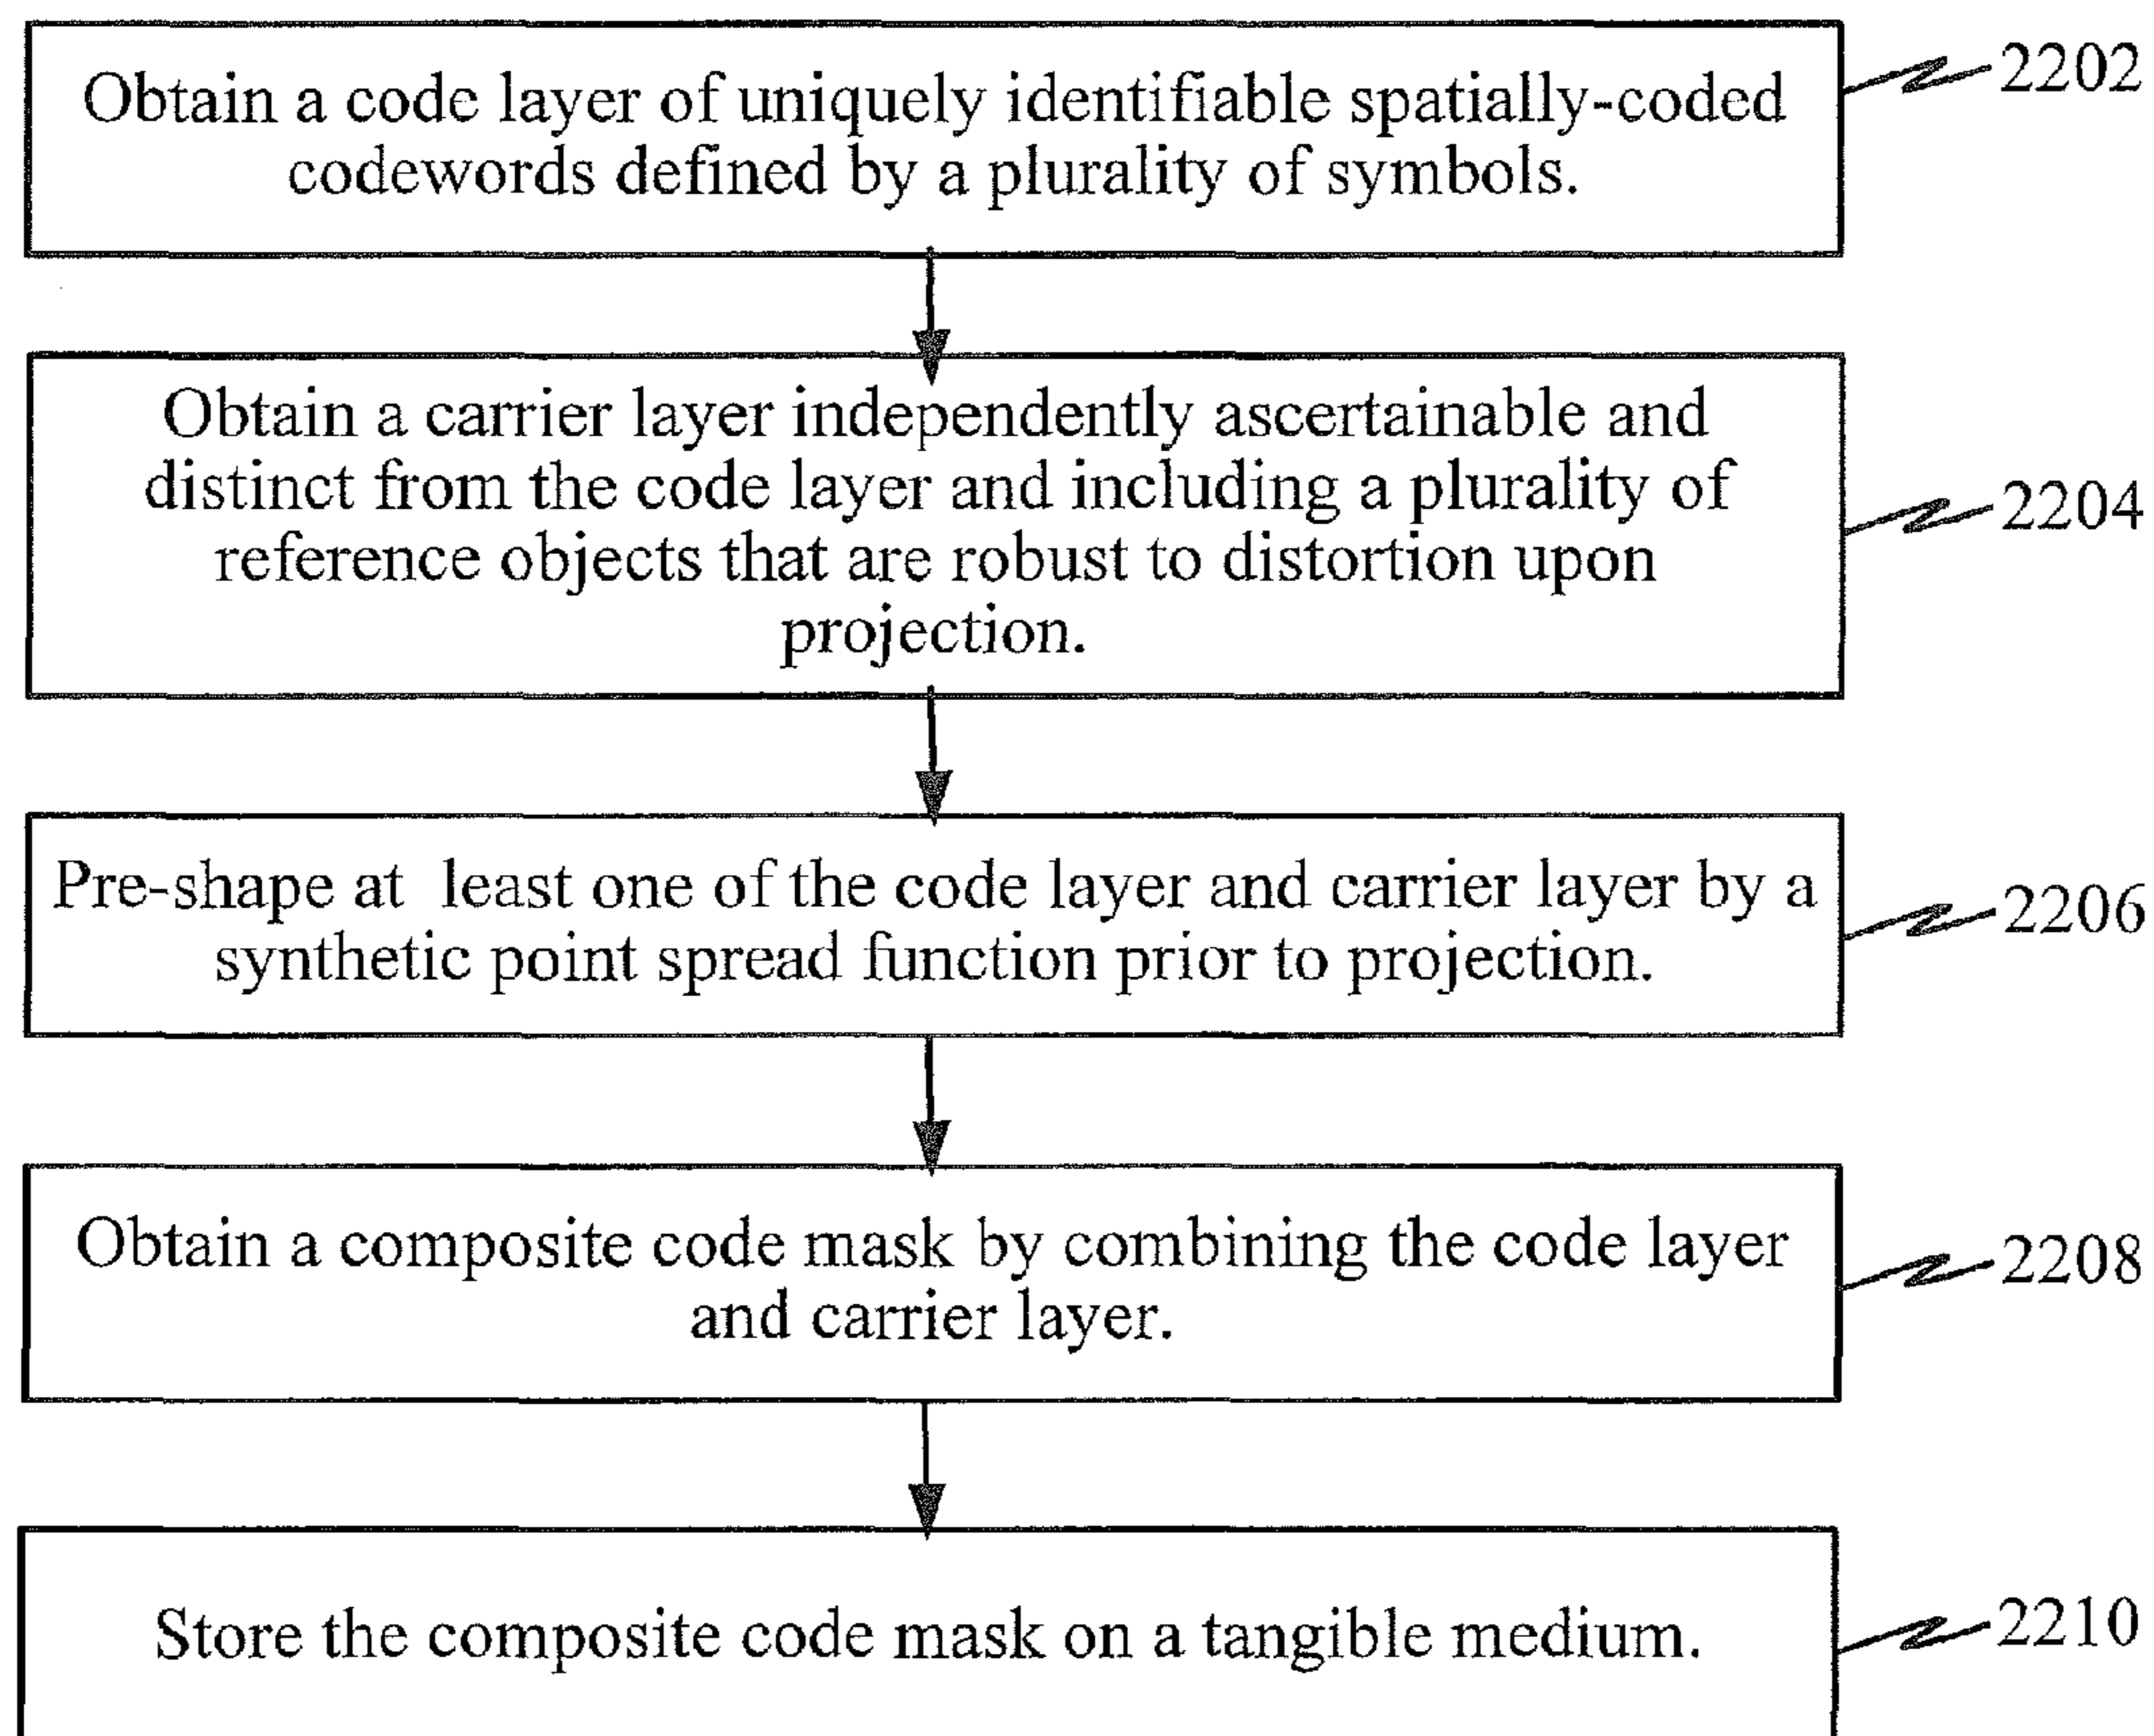 Obtain a code layer of uniquely identifiable spatially-coded
codewords defined by a plurality of symbols.
2202
Obtain a carrier layer independently ascertainable and
distinct from the code layer and including a plurality of
reference objects that are robust to distortion upon
projection.
2204
Pre-shape at least one of the code layer and carrier layer by a
synthetic point spread function prior to projection.
2206
Obtain a composite code mask by combining the code layer
and carrier layer.
2208
Store the composite code mask on a tangible medium.
2210